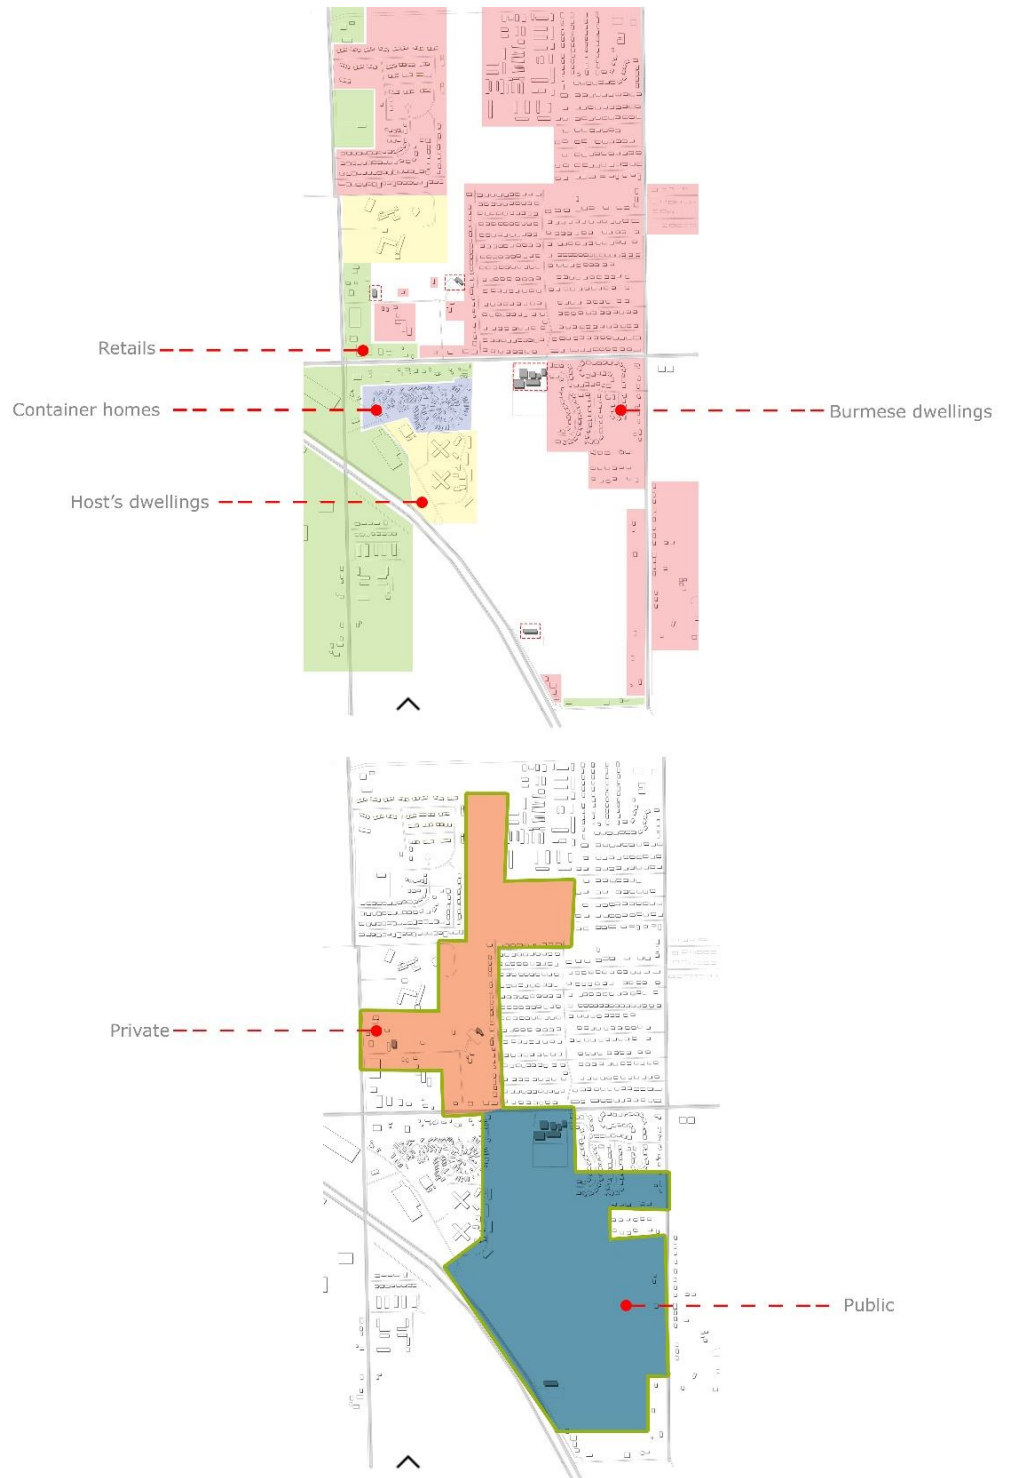 Retails
Container homes
Burmese dwellings
Host's dwellings
Private
Public